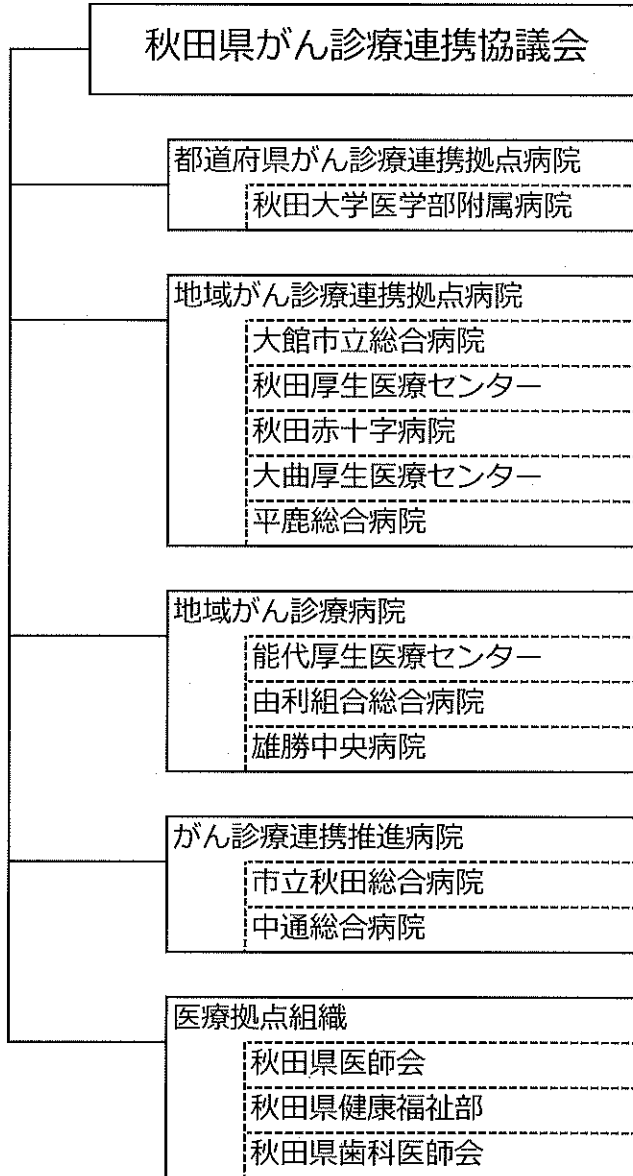 秋田県がん診療連携協議会
都道府県がん診療連携拠点病院
秋田大学医学部附属病院
地域がん診療連携拠点病院
大館市立総合病院
秋田厚生医療センター
秋田赤十字病院
大曲厚生医療センター
平鹿総合病院
地域がん診療病院
能代厚生医療センター
由利組合総合病院
雄勝中央病院
がん診療連携推進病院
市立秋田総合病院
中通総合病院
医療拠点組織
秋田県医師会
秋田県健康福祉部
秋田県歯科医師会